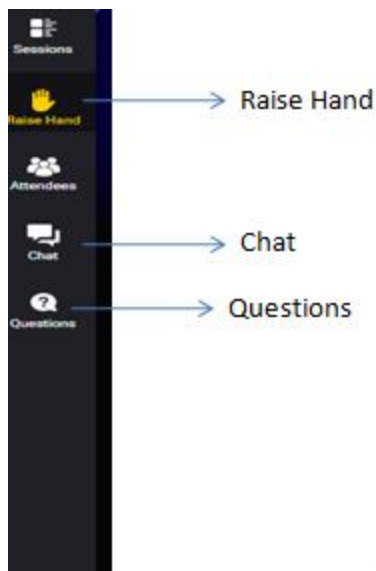 Sessions
Raise Hand
Raise Hand
Attendees
Chat
Chat
Questions
Questions